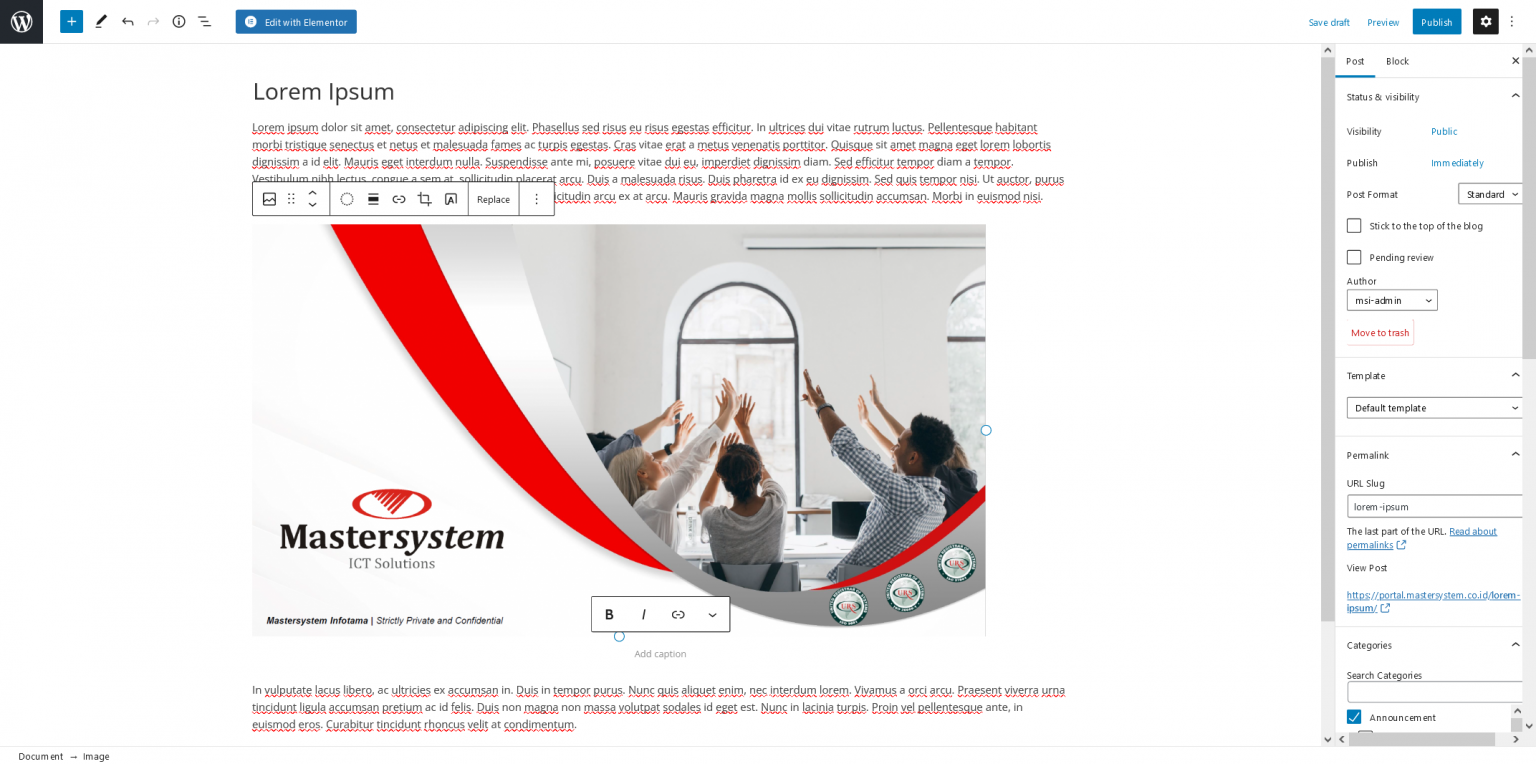 Edit with Elementor
Save draft
Preview
Publish
Post
Block
Lorem Ipsum
Lorem ipsum dolor sit amet, consectetur adipiscing elit. Phasellus sed risus eu risus egestas efficitur. In ultrices dui vitae rutrum luctus. Pellentesque habitant
morbi tristique senectus et netus et malesuada fames ac turpis egestas. Cras vitae erat a metus venenatis porttitor. Quisque sit amet magna eget lorem lobortis
dignissim a id elit. Mauris eget interdum nulla. Suspendisse ante mi, posuere vitae dui eu, imperdiet dignissim diam. Sed efficitur tempor diam a tempor.
Vestibulum nibh lectus, congue a sem at, sollicitudin placerat arcu. Duis a malesuada risus. Duis pharetra id ex eu dignissim. Sed quis tempor nisi. Ut auctor, purus
icitudin arcu ex at arcu. Mauris gravida magna mollis sollicitudin accumsan. Morbi in euismod nisi.
Replace
Mastersystem
ICT Solutions
Mastersystem Infotama | Strictly Private and Confidential
URS
URS
URS
B I
Add caption
In vulputate lacus libero, ac ultricies ex accumsan in. Duis in tempor purus. Nunc quis aliquet enim, nec interdum lorem. Vivamus a orci arcu. Praesent viverra urna
tincidunt ligula accumsan pretium ac id felis. Duis non magna non massa volutpat sodales id eget est. Nunc in lacinia turpis. Proin vel pellentesque ante, in
euismod eros. Curabitur tincidunt rhoncus velit at condimentum.
Status & visibility
Visibility
Public
Publish
Immediately
Post Format
Standard
Stick to the top of the blog
Pending review
Author
msi-admin
Move to trash
Template
Default template
Permalink
URL Slug
lorem-ipsum
The last part of the URL. Read about
permalinks
View Post
https://portal.mastersystem.co.id/lorem-
ipsum/
Categories
Search Categories
Announcement
Document → Image